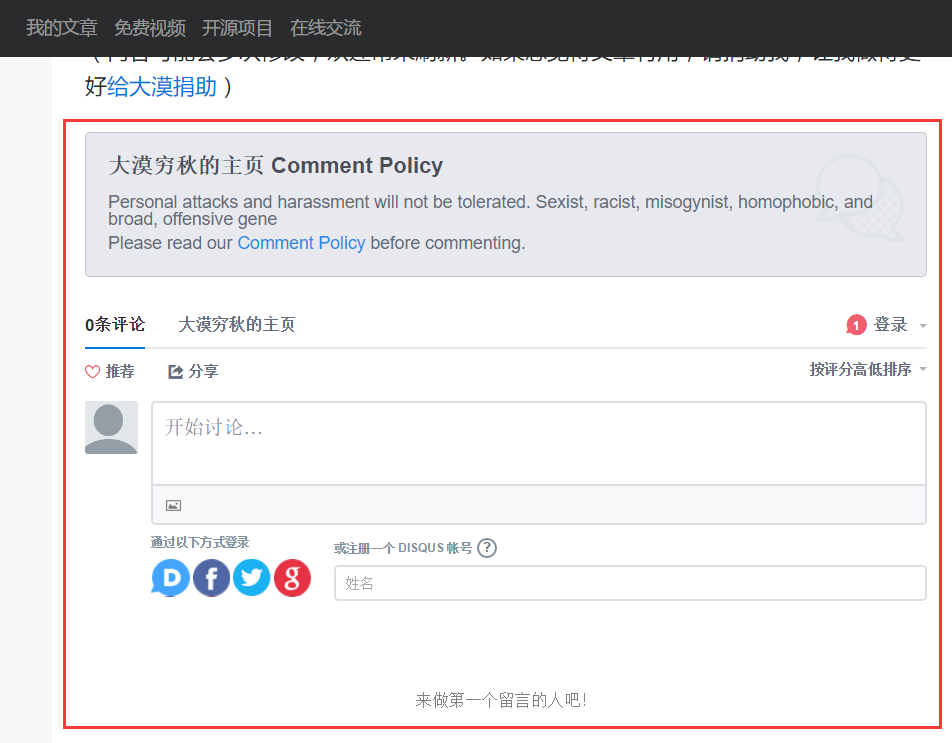 我的文章 免费视频 开源项目 在线交流
好给大漠捐助 ）
大漠穷秋的主页 Comment Policy
Personal attacks and harassment will not be tolerated. Sexist, racist, misogynist, homophobic, and
broad, offensive gene
Please read our Comment Policy before commenting.
0条评论 大漠穷秋的主页 1 登录
推荐 分享 按评分高低排序
开始讨论...
通过以下方式登录
或注册一个 DISQUS 帐号 ?
D f g
姓名
来做第一个留言的人吧!